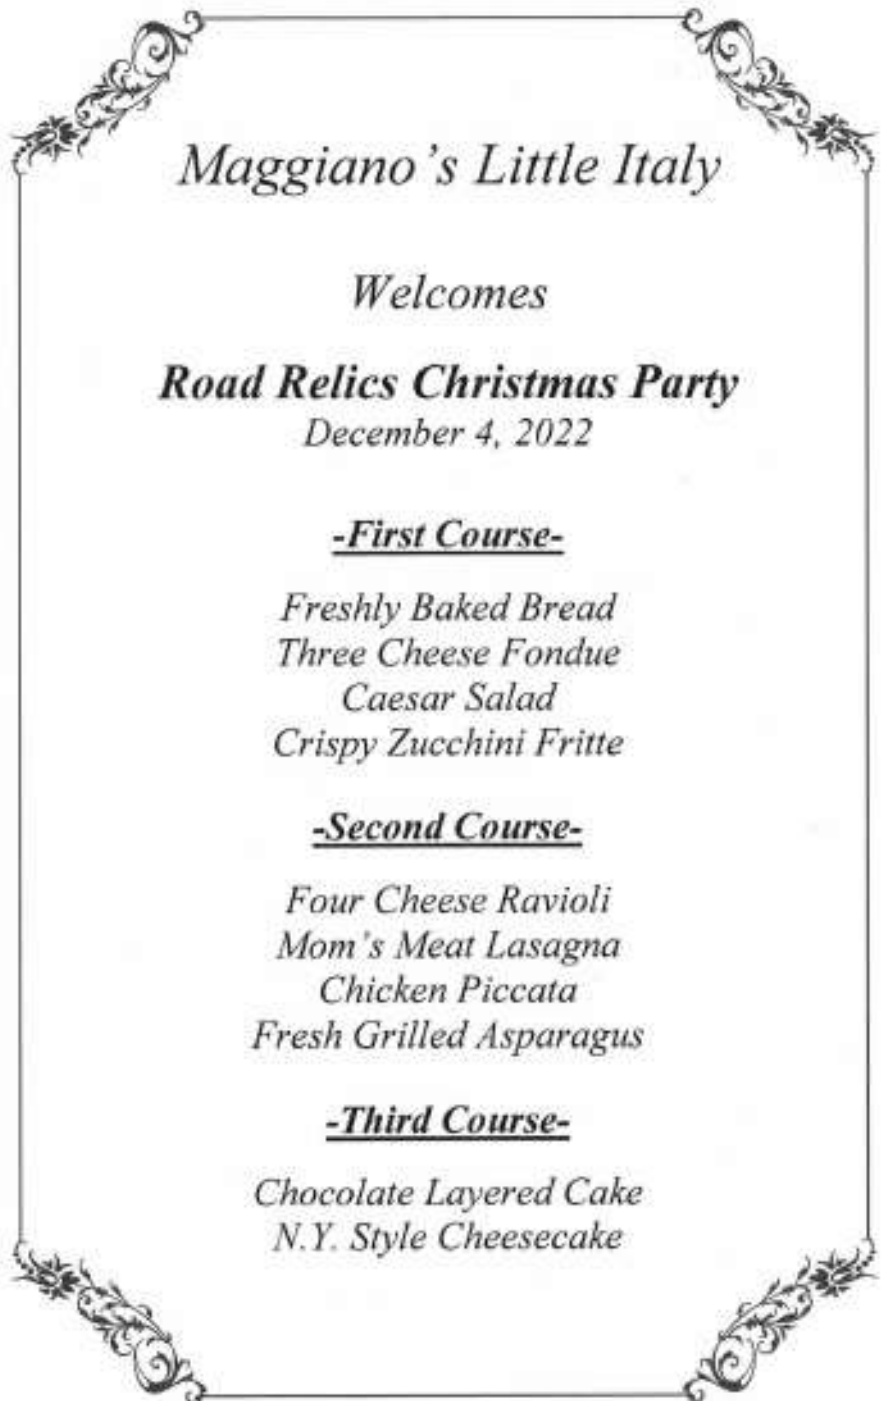 Maggiano's Little Italy
Welcomes
Road Relics Christmas Party
December 4, 2022
-First Course-
Freshly Baked Bread
Three Cheese Fondue
Caesar Salad
Crispy Zucchini Fritte
-Second Course-
Four Cheese Ravioli
Mom's Meat Lasagna
Chicken Piccata
Fresh Grilled Asparagus
-Third Course-
Chocolate Layered Cake
N.Y. Style Cheesecake